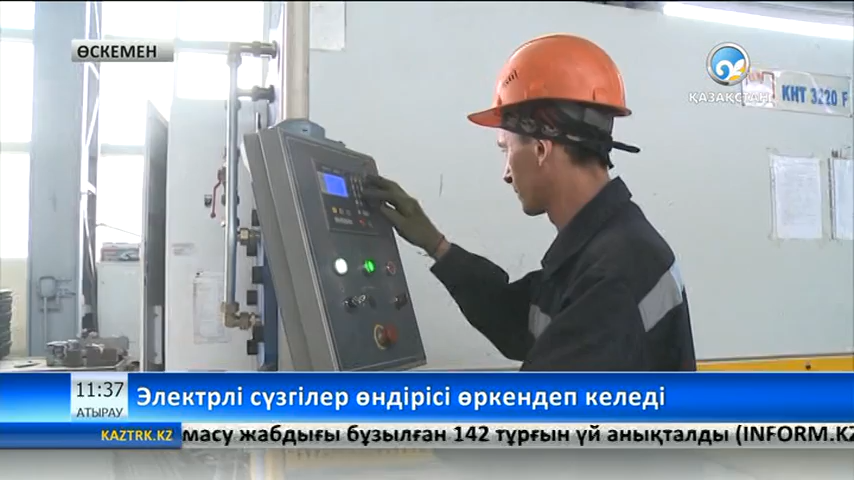 ӨСКЕМЕН
ҚАЗАҚСТАН
КНТ 3220 F
11:37
АТЫРАУ
Электрлі сүзгілер өндірісі өркендеп келеді
KAZTRK.KZ
масу жабдығы бұзылған 142 тұрғын үй анықталды (INFORM.KZ